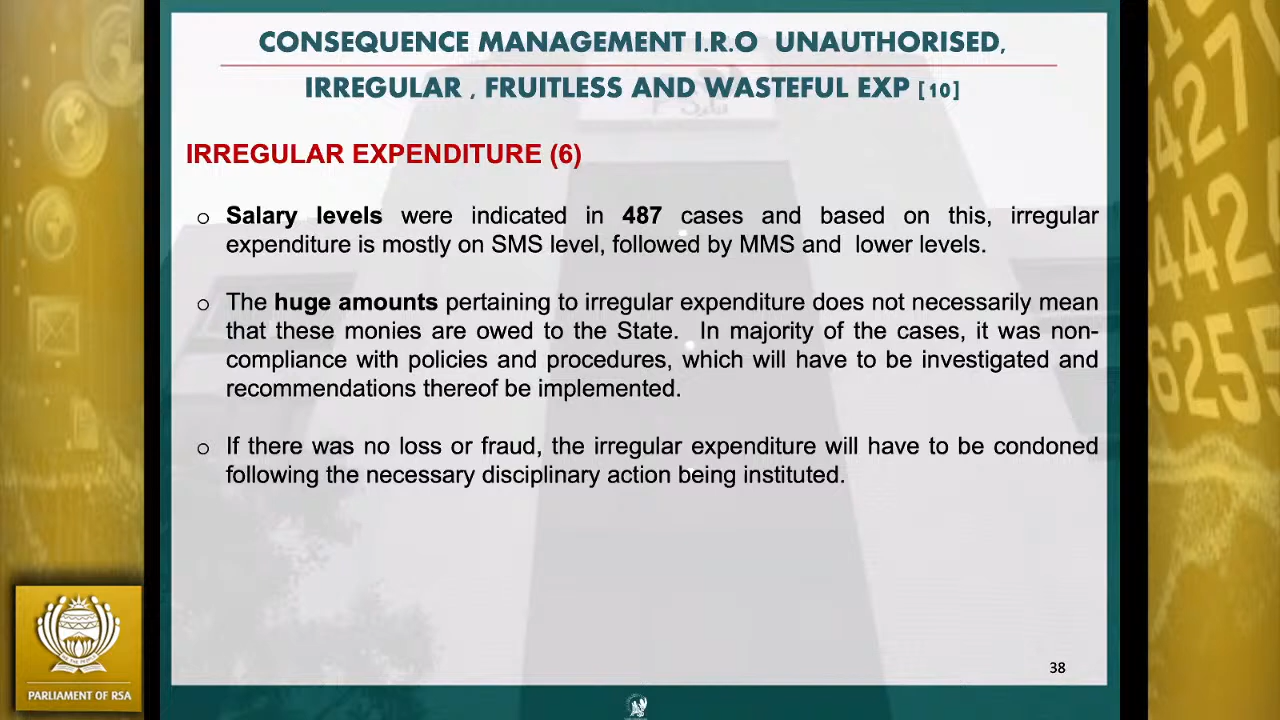 CONSEQUENCE MANAGEMENT I.R.O UNAUTHORISED,
IRREGULAR , FRUITLESS AND WASTEFUL EXP [10]
IRREGULAR EXPENDITURE (6)
o Salary levels were indicated in 487 cases and based on this, irregular
expenditure is mostly on SMS level, followed by MMS and lower levels.
o The huge amounts pertaining to irregular expenditure does not necessarily mean
that these monies are owed to the State. In majority of the cases, it was non-
compliance with policies and procedures, which will have to be investigated and
recommendations thereof be implemented.
o If there was no loss or fraud, the irregular expenditure will have to be condoned
following the necessary disciplinary action being instituted.
38
PARLIAMENT OF RSA
427
442
6255